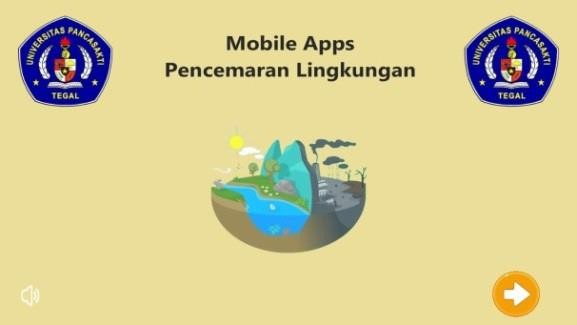 Mobile Apps
Pencemaran Lingkungan
UNIVERSITAS PANCASAKTI
TEGAL
UNIVERSITAS PANCASAKTI
TEGAL